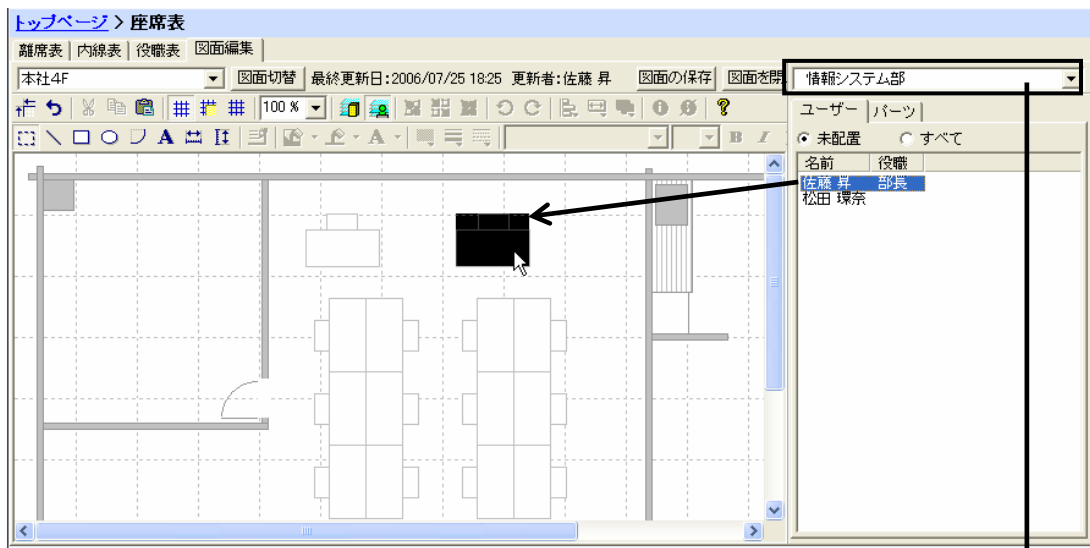 トップページ > 座席表
離席表 内線表 役職表 図面編集
本社4F 図面切替 最終更新日:2006/07/25 18:25 更新者:佐藤 昇 図面の保存 図面を閉 情報システム部
100 % ?
A A B I
ユーザー パーツ
未配置 すべて
名前 役職
佐藤 昇 部長
松田 環奈